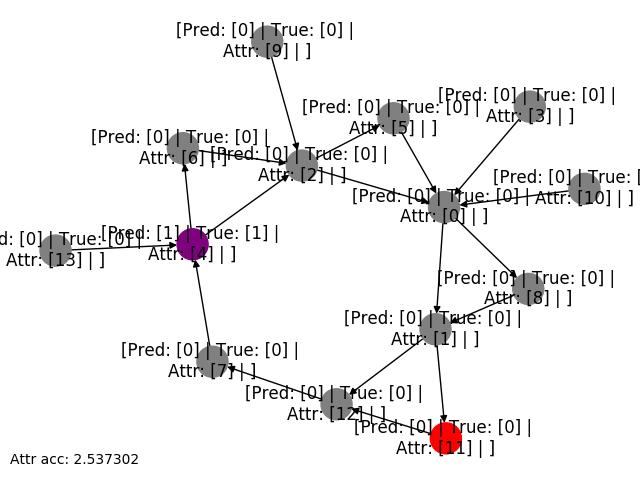 [Pred: [0] | True: [0] |
Attr: [9] | ]
[Pred: [0] | True: [0] |
Attr: [3] | ]
[Pred: [0] | True: [0] |
Attr: [5] | ]
[Pred: [0] | True: [0] |
Attr: [6] | ]
[Pred: [0] | True: [0] |
Attr: [2] | ]
[Pred: [0] | True: [
Attr: [10] | ]
[Pred: [0] | True: [0] |
Attr: [0] | ]
d: [0] | True: [0] |
Attr: [13] | ]
[Pred: [1] | True: [1] |
Attr: [4] | ]
[Pred: [0] | True: [0] |
Attr: [8] | ]
[Pred: [0] | True: [0] |
Attr: [1] | ]
[Pred: [0] | True: [0] |
Attr: [7] | ]
[Pred: [0] | True: [0] |
Attr: [12] | ]
[Pred: [0] | True: [0] |
Attr: [11] | ]
Attr acc: 2.537302